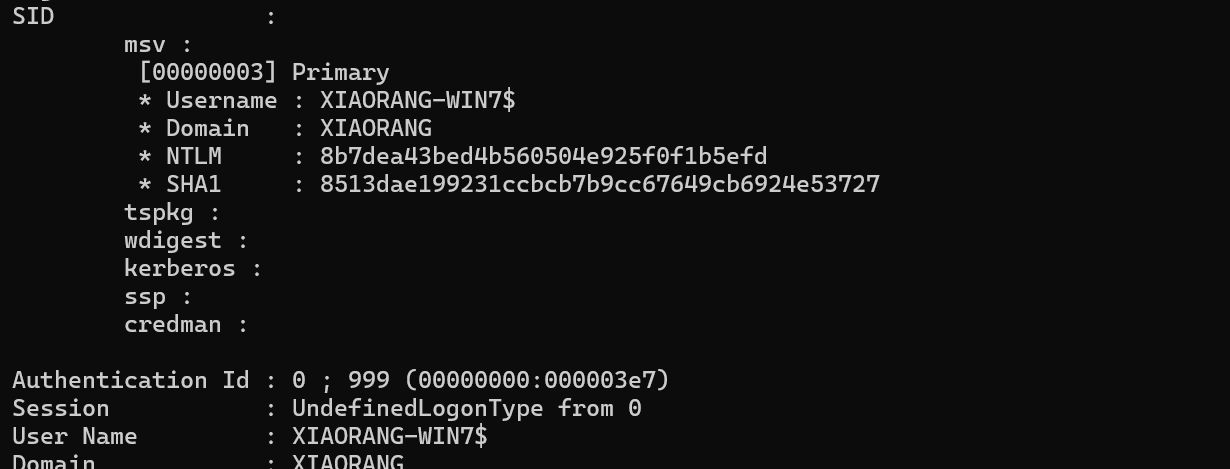 SID                  :
        msv :
         [00000003] Primary
         * Username : XIAORANG-WIN7$
         * Domain   : XIAORANG
         * NTLM     : 8b7dea43bed4b560504e925f0f1b5efd
         * SHA1     : 8513dae199231ccbcb7b9cc67649cb6924e53727
        tspkg :
        wdigest :
        kerberos :
        ssp :
        credman :

Authentication Id : 0 ; 999 (00000000:000003e7)
Session           : UndefinedLogonType from 0
User Name         : XIAORANG-WIN7$
Domain            : XIAORANG